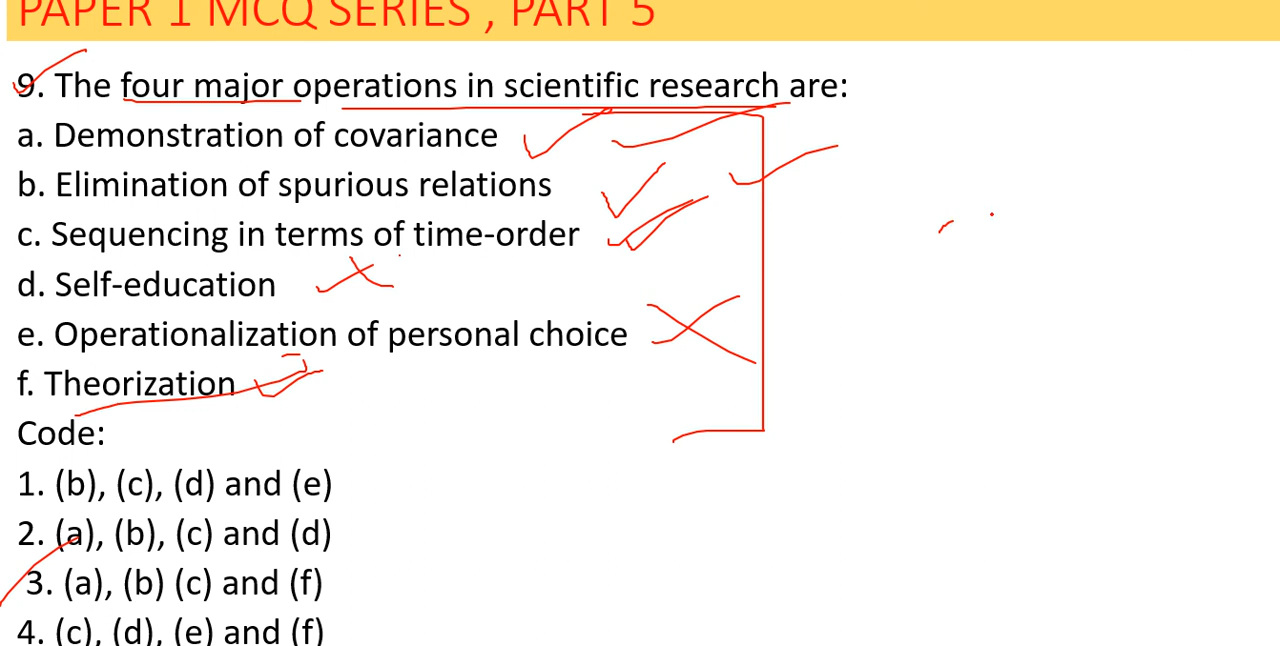 PAPER 1 MCQ SERIES , PART 5
9. The four major operations in scientific research are:
a. Demonstration of covariance
b. Elimination of spurious relations
c. Sequencing in terms of time-order
d. Self-education
e. Operationalization of personal choice
f. Theorization
Code:
1. (b), (c), (d) and (e)
2. (a), (b), (c) and (d)
3. (a), (b) (c) and (f)
4. (c), (d), (e) and (f)